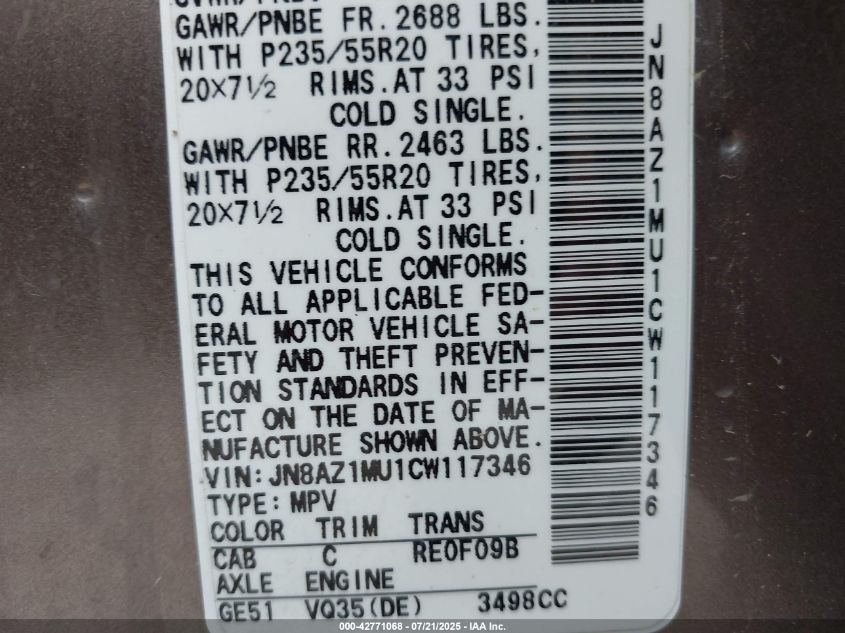 GAWR/PNBE FR. 2688 LBS.
WITH P235/55R20 TIRES,
20×7½ RIMS. AT 33 PSI
COLD SINGLE.
GAWR/PNBE RR. 2463 LBS.
WITH P235/55R20 TIRES,
20×7½ RIMS. AT 33 PSI
COLD SINGLE.
THIS VEHICLE CONFORMS
TO ALL APPLICABLE FED-
ERAL MOTOR VEHICLE SA-
FETY AND THEFT PREVEN-
TION STANDARDS IN EFF-
ECT ON THE DATE OF MA-
NUFACTURE SHOWN ABOVE.
VIN: JN8AZ1MU1CW117346
TYPE: MPV
COLOR TRIM TRANS
CAB C RE0F09B
AXLE ENGINE
GE51 VQ35(DE) 3498CC
JN8AZ1MU1CW117346
000-42771068 - 07/21/2025 - IAA Inc.